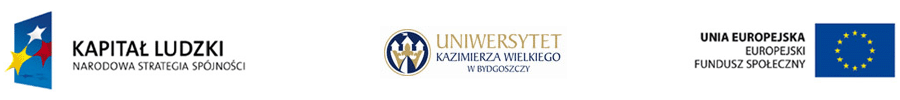 KAPITAŁ LUDZKI
NARODOWA STRATEGIA SPÓJNOŚCI
UNIWERSYTET
KAZIMIERZA WIELKIEGO
W BYDGOSZCZY
UNIA EUROPEJSKA
EUROPEJSKI
FUNDUSZ SPOŁECZNY